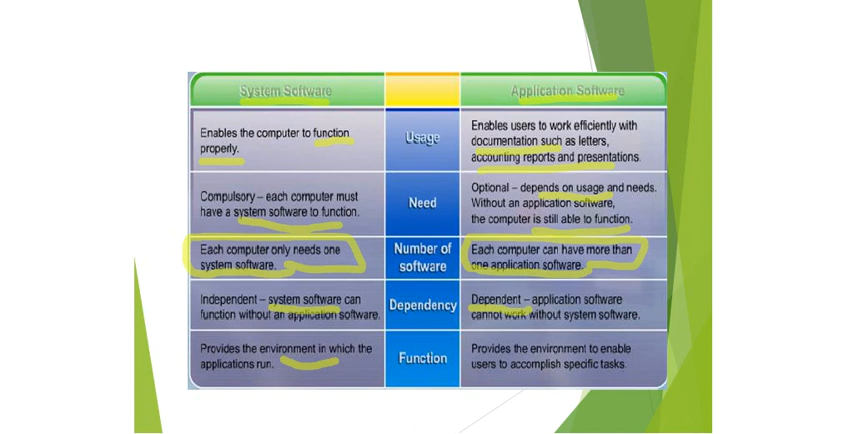 System Software
Application Software
Enables the computer to function
properly.
Usage
Enables users to work efficiently with
documentation such as letters,
accounting reports and presentations.
Compulsory – each computer must
have a system software to function.
Need
Optional – depends on usage and needs.
Without an application software,
the computer is still able to function.
Each computer only needs one
system software.
Number of
software
Each computer can have more than
one application software.
Independent – system software can
function without an application software.
Dependency
Dependent – application software
cannot work without system software.
Provides the environment in which the
applications run.
Function
Provides the environment to enable
users to accomplish specific tasks.